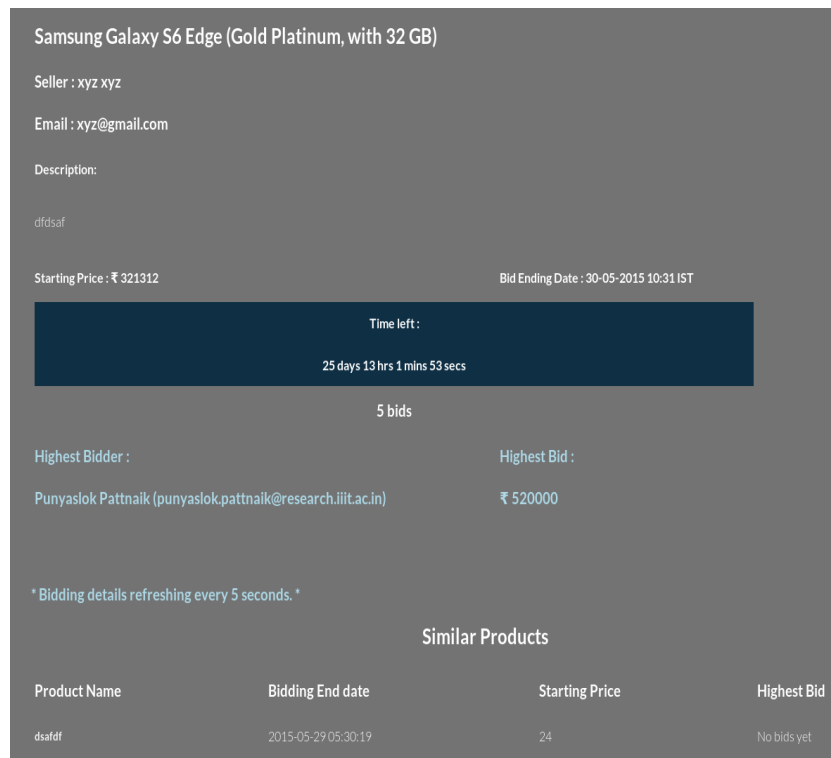 Samsung Galaxy S6 Edge (Gold Platinum, with 32 GB)
Seller : xyz xyz
Email : xyz@gmail.com
Description:
dfdsaf
Starting Price : ₹ 321312 Bid Ending Date : 30-05-2015 10:31 IST
Time left :
25 days 13 hrs 1 mins 53 secs
5 bids
Highest Bidder : Highest Bid :
Punyaslok Pattnaik (punyaslok.pattnaik@research.iiit.ac.in) ₹ 520000
* Bidding details refreshing every 5 seconds. *
Similar Products
Product Name Bidding End date Starting Price Highest Bid
dsafdf 2015-05-29 05:30:19 24 No bids yet